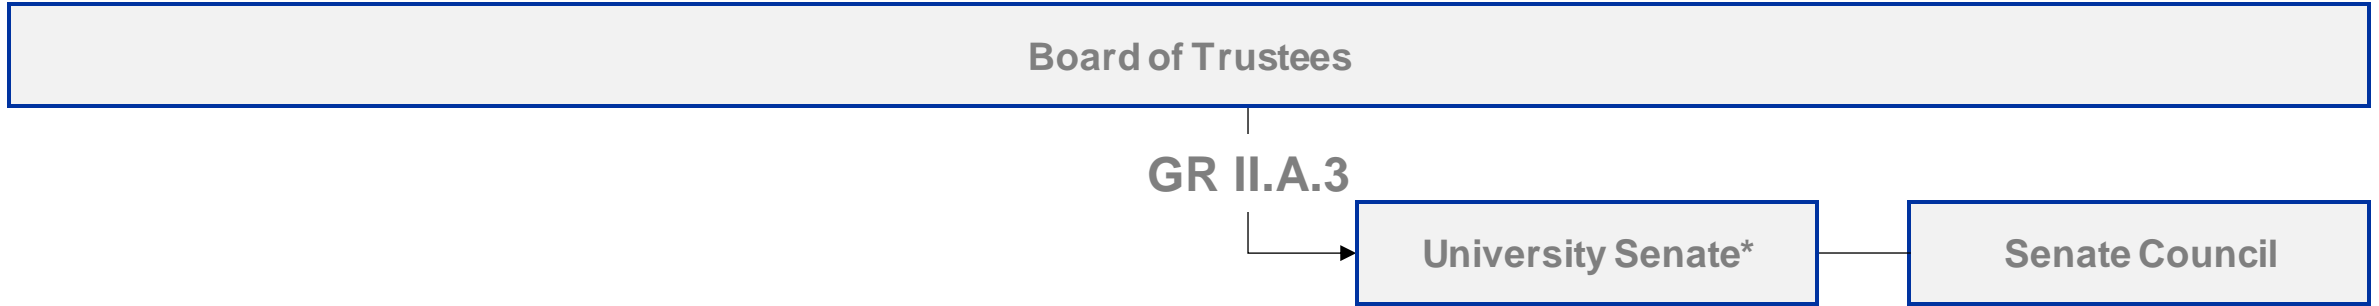 Board of Trustees
GR II.A.3
University Senate*
Senate Council